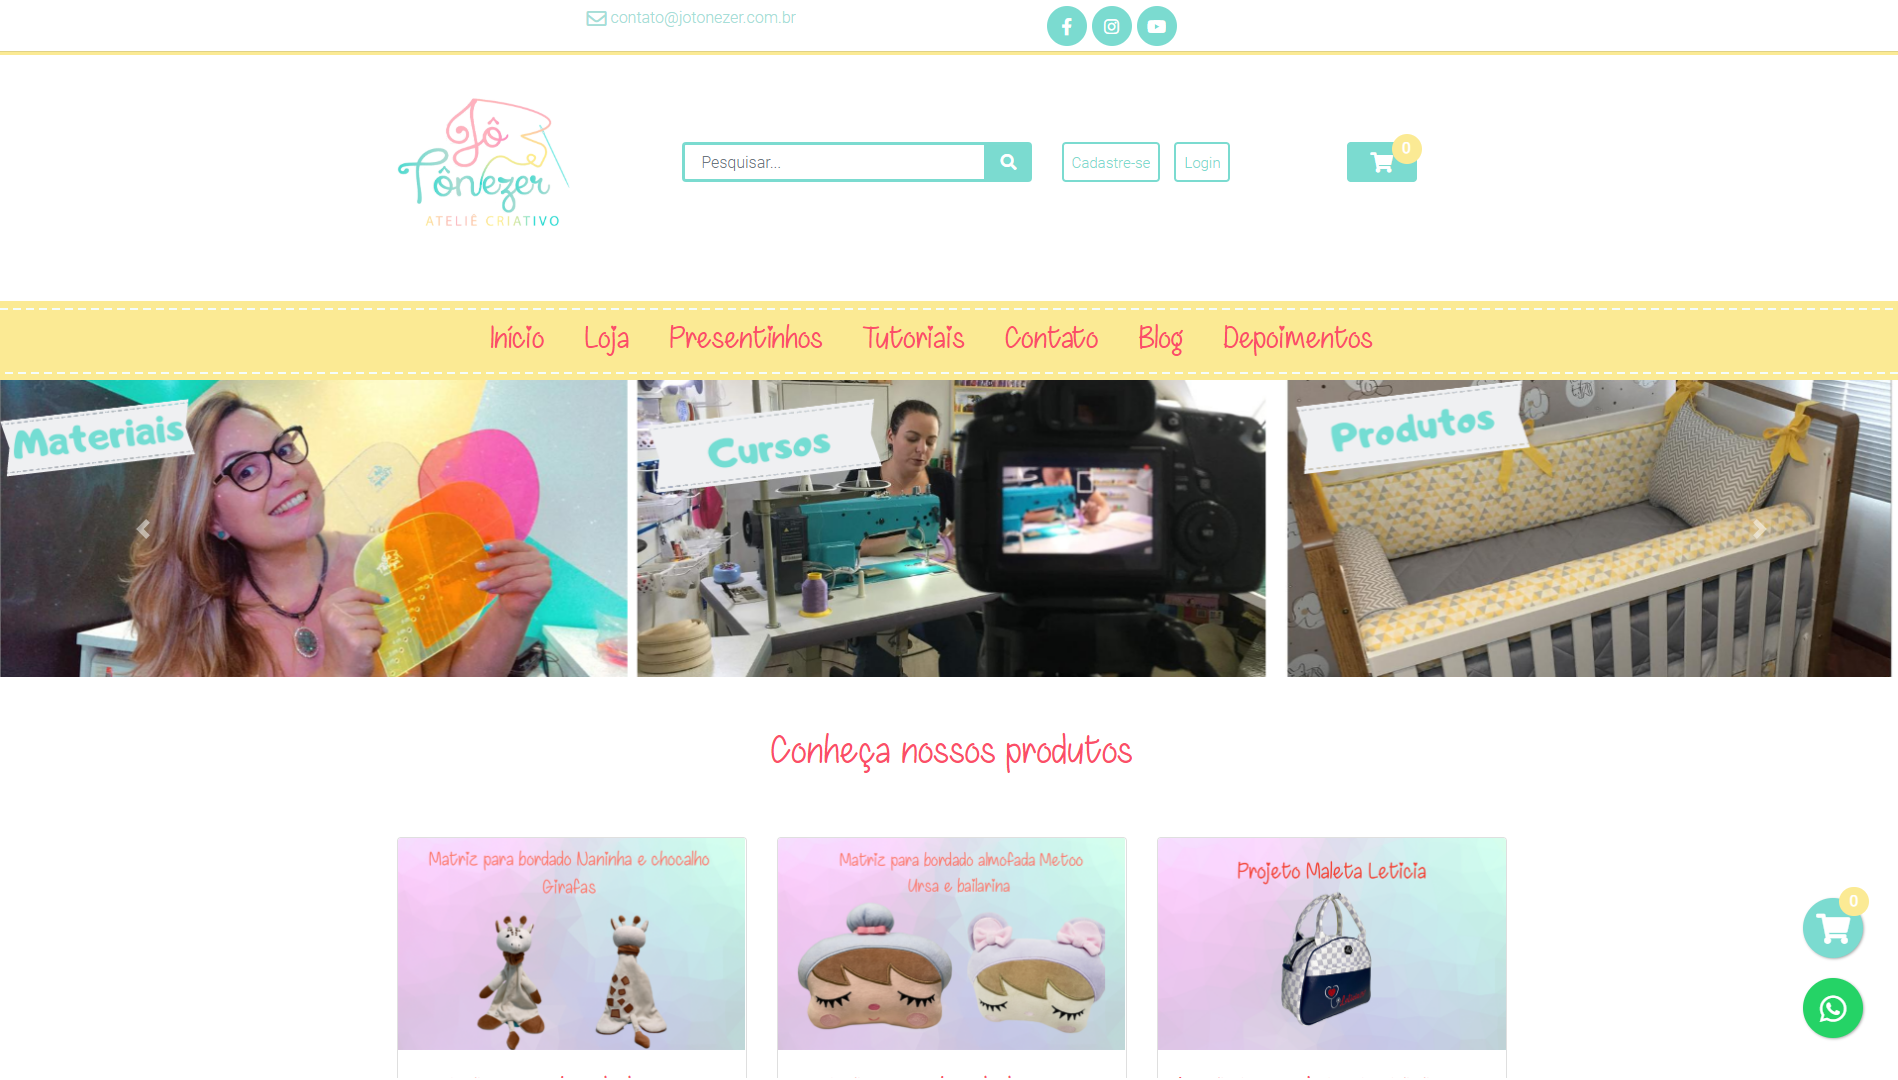 contato@jotonezer.com.br
Jô
Tônezer
ATELIÊ CRIATIVO
Pesquisar...
Cadastre-se
Login
0
Início
Loja
Presentinhos
Tutoriais
Contato
Blog
Depoimentos
Materiais
Cursos
Produtos
Conheça nossos produtos
Matriz para bordado Naninha e chocalho
Girafas
Matriz para bordado almofada Metoo
Ursa e bailarina
Projeto Maleta Leticia
0